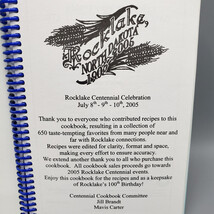 Rocklake,
NORTH DAKOTA
1905-2005
Rocklake Centennial Celebration
July 8th - 9th - 10th, 2005
Thank you to everyone who contributed recipes to this
cookbook, resulting in a collection of
650 taste-tempting favorites from many people near and
far with Rocklake connections.
Recipes were edited for clarity, format and space,
making every effort to ensure accuracy.
We extend another thank you to all who purchase this
cookbook. All cookbook sales proceeds go towards
2005 Rocklake Centennial events.
Enjoy this cookbook for the recipes and as a keepsake
of Rocklake's 100th Birthday!
Centennial Cookbook Committee
Jill Brandt
Mavis Carter